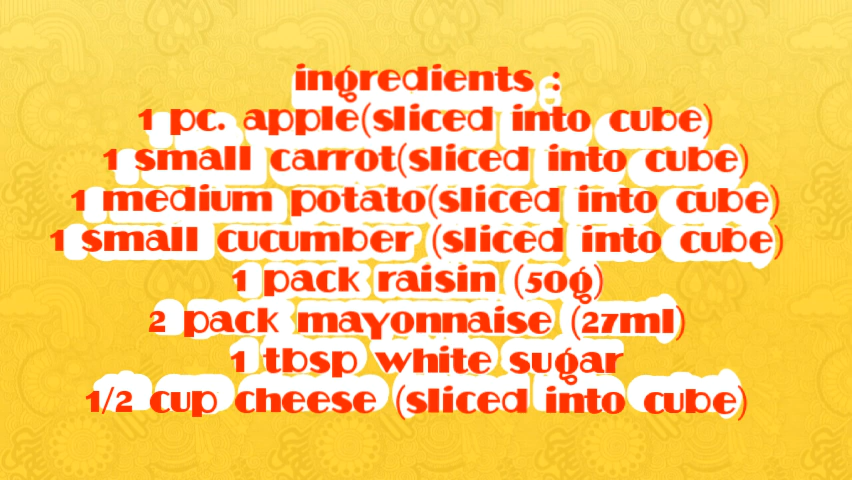 ingredients :
1 pc. apple(sliced into cube)
1 small carrot(sliced into cube)
1 medium potato(sliced into cube)
1 small cucumber (sliced into cube)
1 pack raisin (50g)
2 pack mayonnaise (27ml)
1 tbsp white sugar
1/2 cup cheese (sliced into cube)